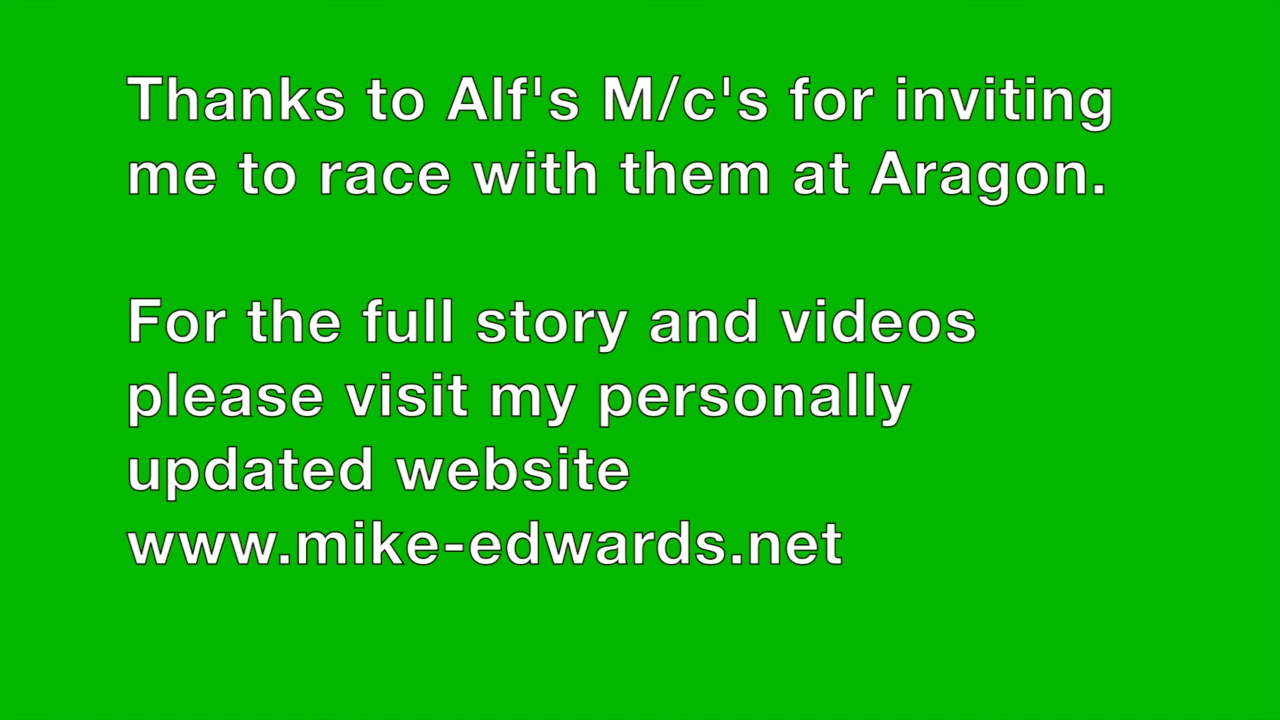 Thanks to Alf's M/c's for inviting
me to race with them at Aragon.
For the full story and videos
please visit my personally
updated website
www.mike-edwards.net